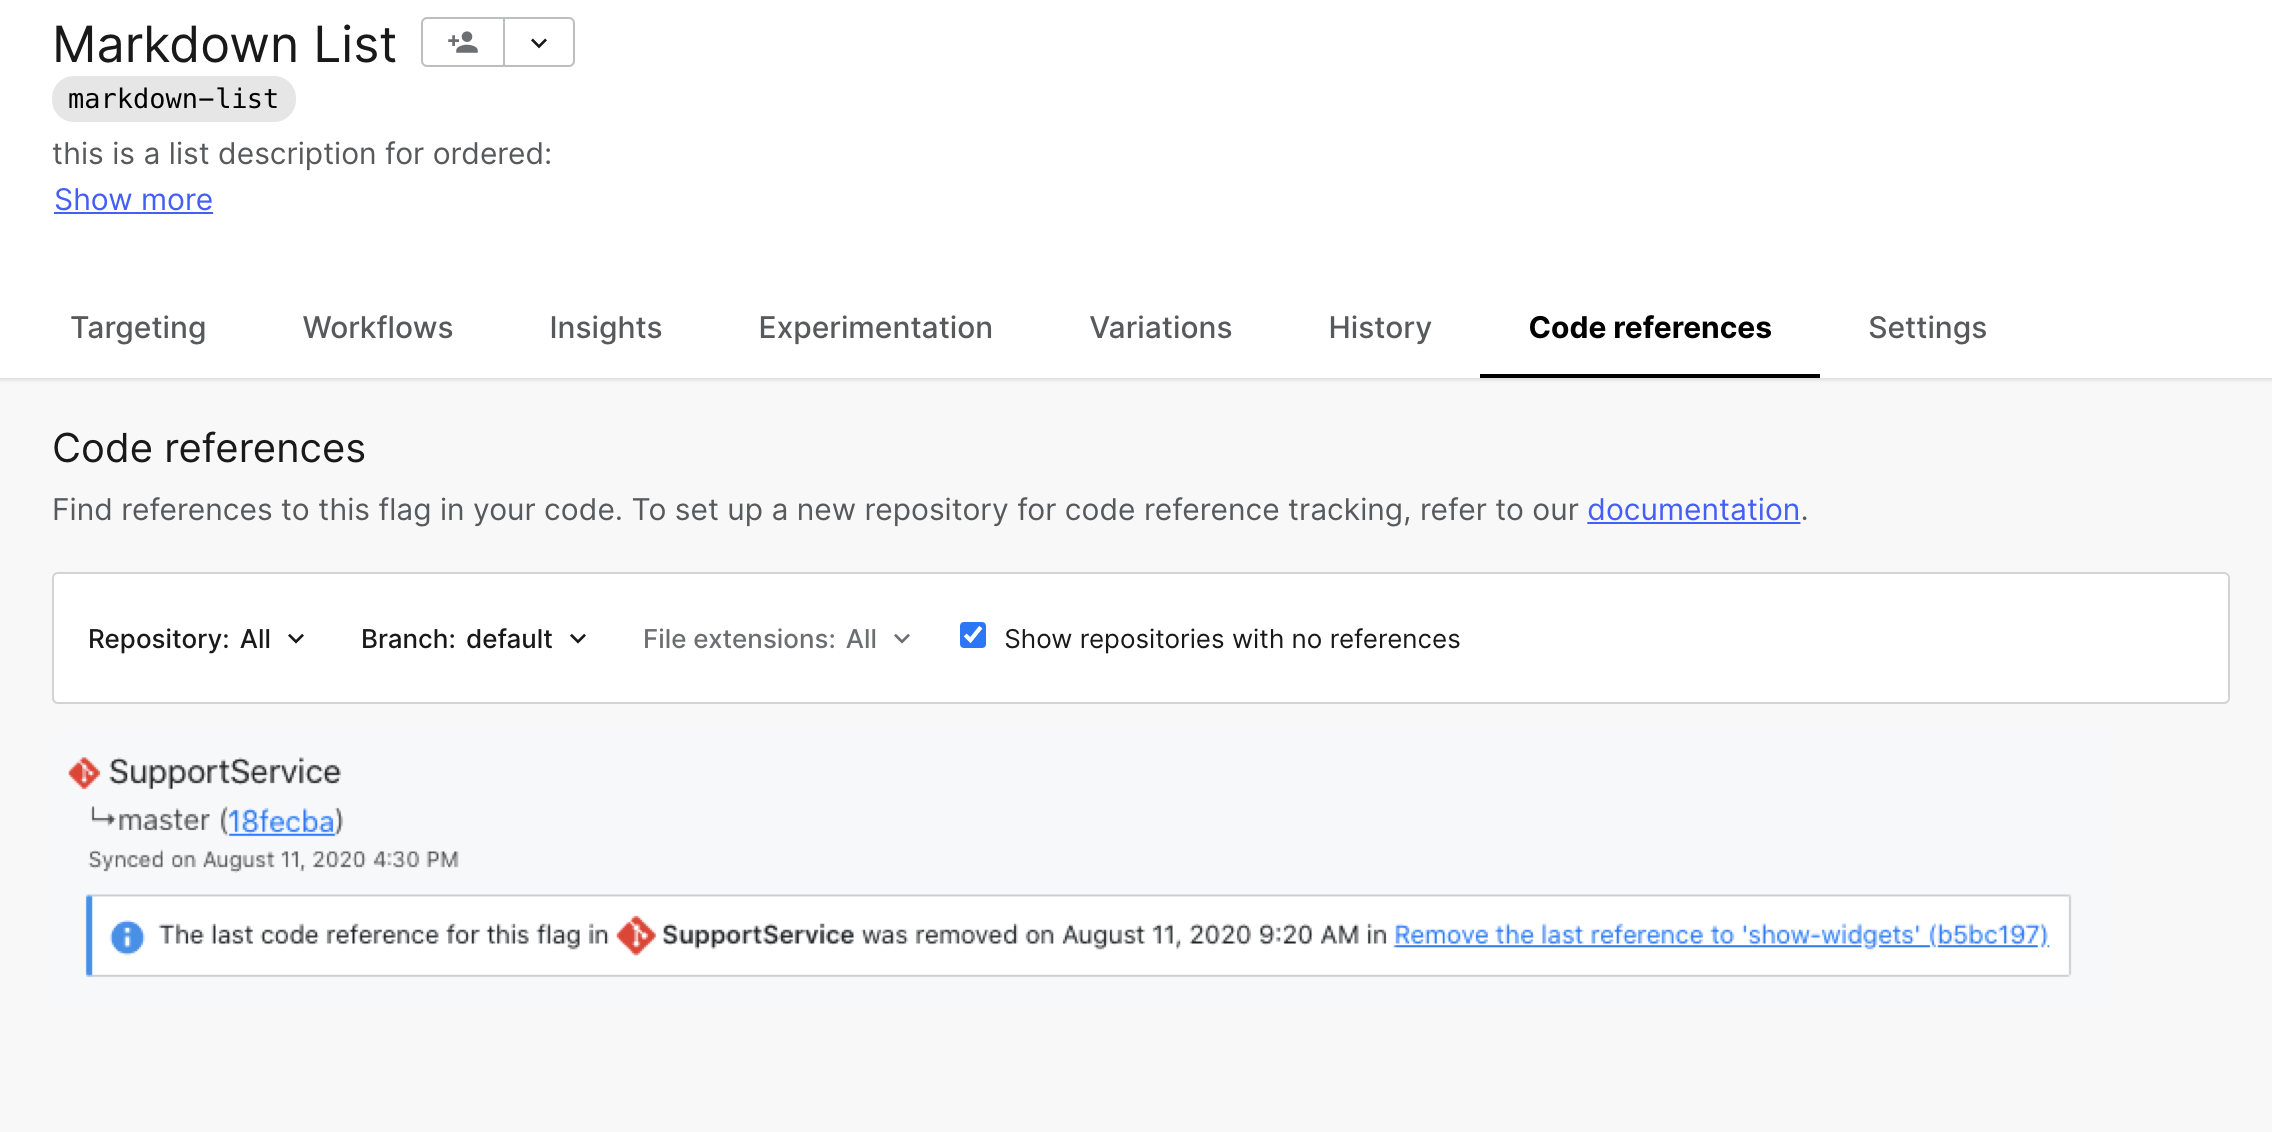 Markdown List
markdown-list
this is a list description for ordered:
Show more
Targeting Workflows Insights Experimentation Variations History Code references Settings
Code references
Find references to this flag in your code. To set up a new repository for code reference tracking, refer to our documentation.
Repository: All Branch: default File extensions: All Show repositories with no references
SupportService
↳master (18fecba)
Synced on August 11, 2020 4:30 PM
The last code reference for this flag in SupportService was removed on August 11, 2020 9:20 AM in Remove the last reference to 'show-widgets' (b5bc197)